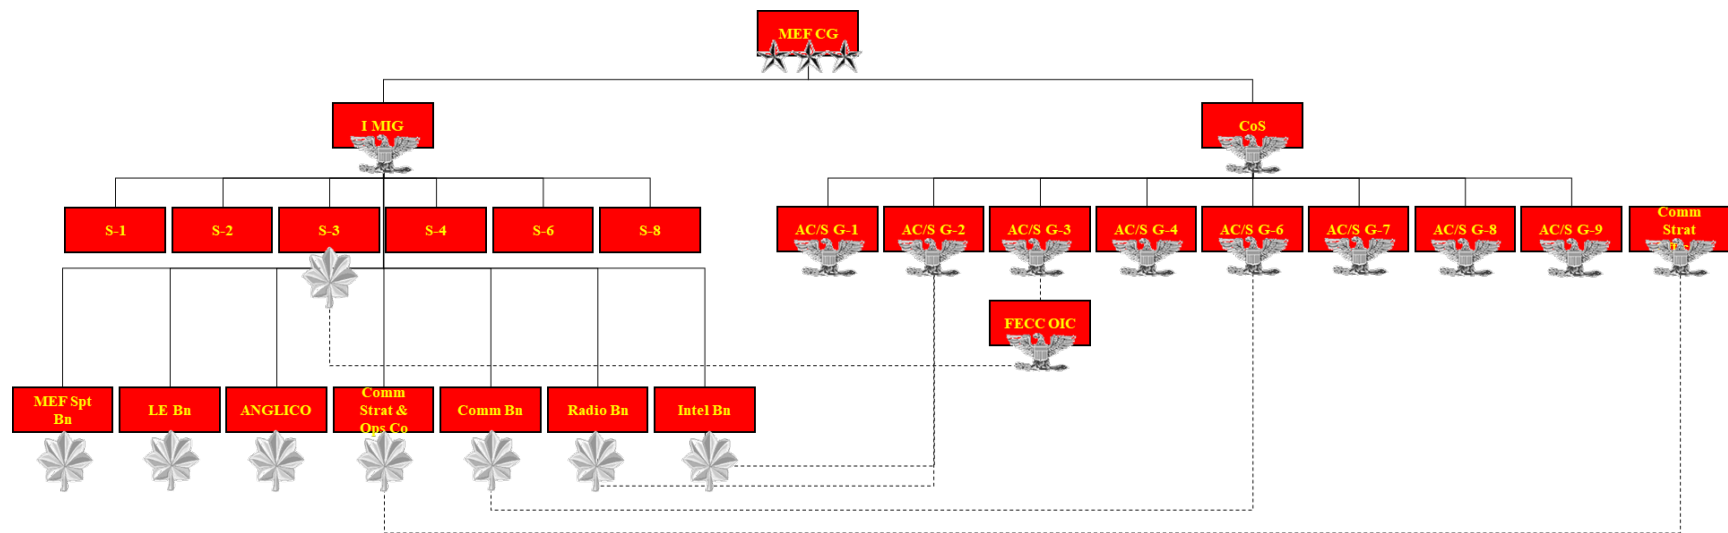 MEF CG
I MIG
CoS
S-1
S-2
S-3
S-4
S-6
S-8
AC/S G-1
AC/S G-2
AC/S G-3
AC/S G-4
AC/S G-6
AC/S G-7
AC/S G-8
AC/S G-9
Comm
Strat
FECC OIC
MEF Spt
Bn
LE Bn
ANGLICO
Comm
Strat &
Ops Co
Comm Bn
Radio Bn
Intel Bn